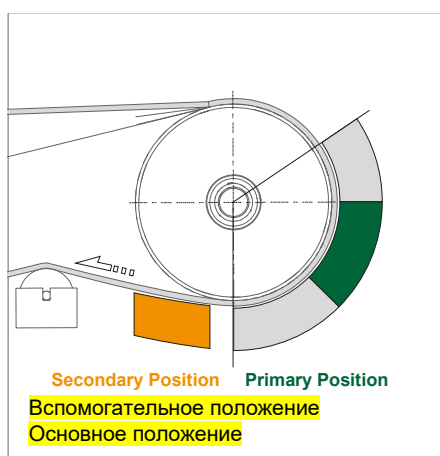 Secondary Position Primary Position
Вспомогательное положение
Основное положение